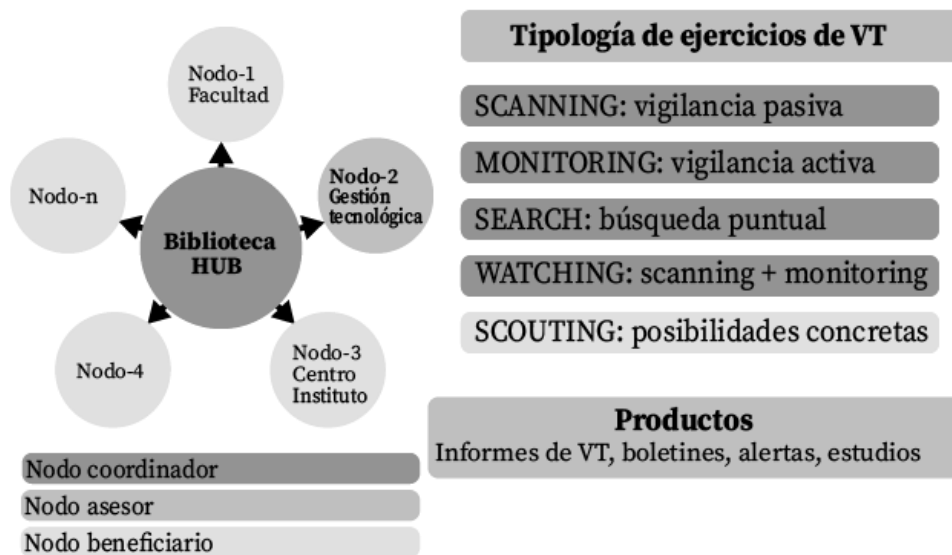 Nodo-1
Facultad
Nodo-n
Nodo-2
Gestión
tecnológica
Biblioteca
HUB
Nodo-4
Nodo-3
Centro
Instituto
Nodo coordinador
Nodo asesor
Nodo beneficiario
Tipología de ejercicios de VT
SCANNING: vigilancia pasiva
MONITORING: vigilancia activa
SEARCH: búsqueda puntual
WATCHING: scanning + monitoring
SCOUTING: posibilidades concretas
Productos
Informes de VT, boletines, alertas, estudios